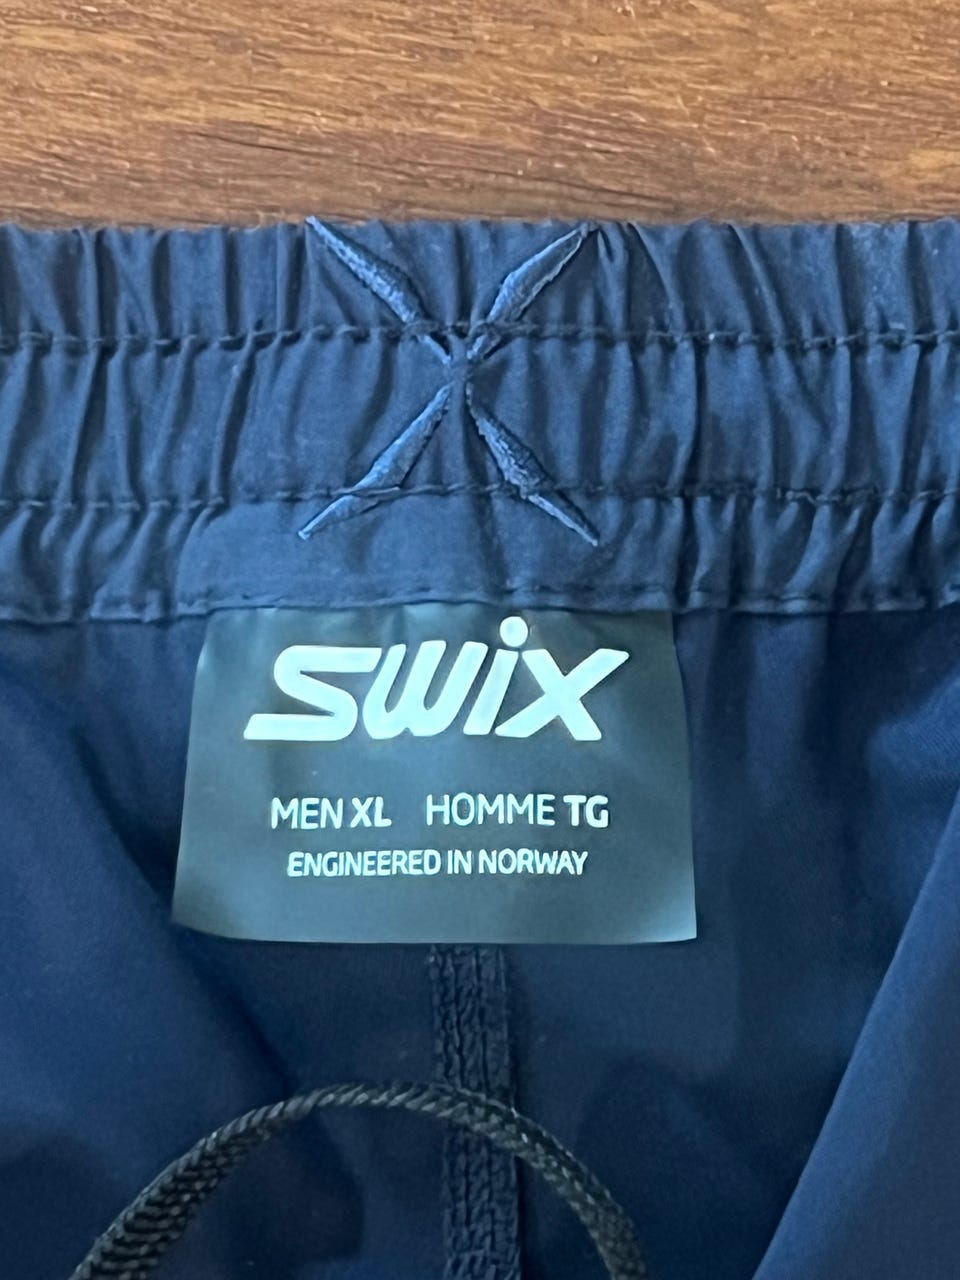 swix
MEN XL HOMME TG
ENGINEERED IN NORWAY